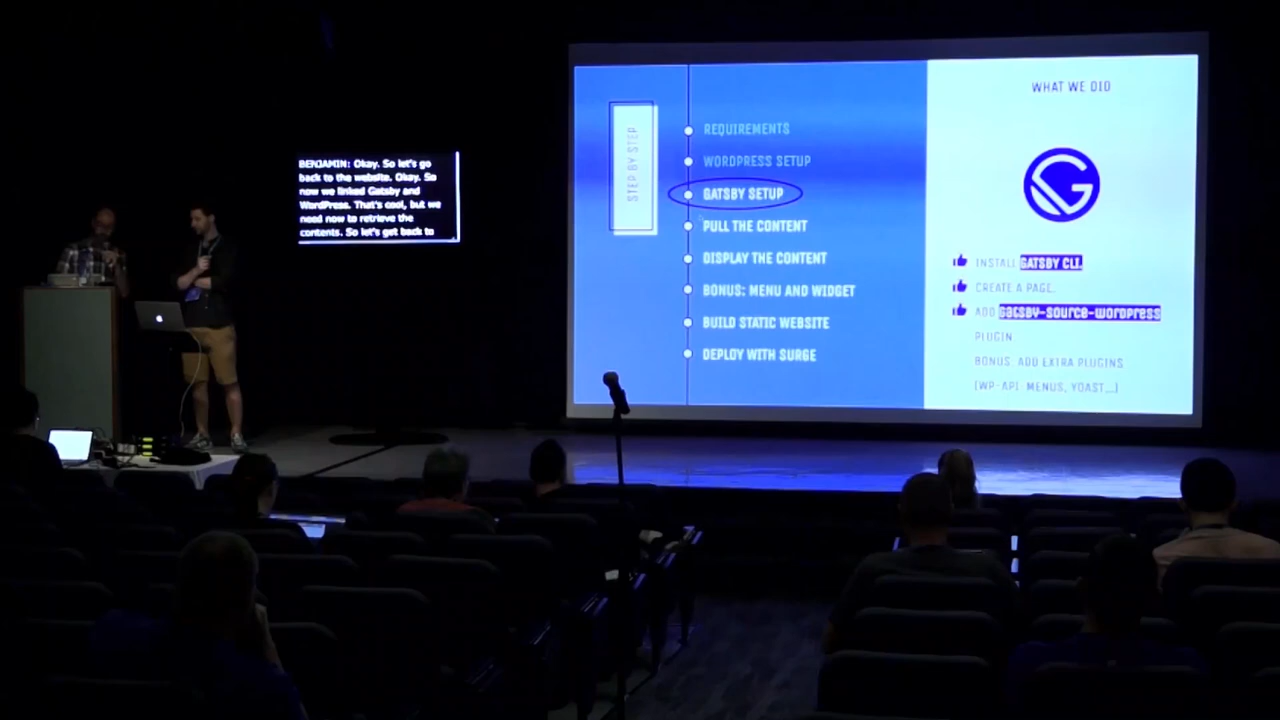 BENJAMIN: Okay. So let's go
back to the website. Okay. So
now we linked Gatsby and
WordPress. That's cool, but we
need now to retrieve the
contents. So let's get back to
STEP BY STEP
REQUIREMENTS
WORDPRESS SETUP
GATSBY SETUP
PULL THE CONTENT
DISPLAY THE CONTENT
BONUS: MENU AND WIDGET
BUILD STATIC WEBSITE
DEPLOY WITH SURGE
WHAT WE DID
INSTALL GATSBY CLI.
CREATE A PAGE.
ADD gatsby-source-wordpress
PLUGIN.
BONUS: ADD EXTRA PLUGINS
(WP-API-MENUS, YOAST...)